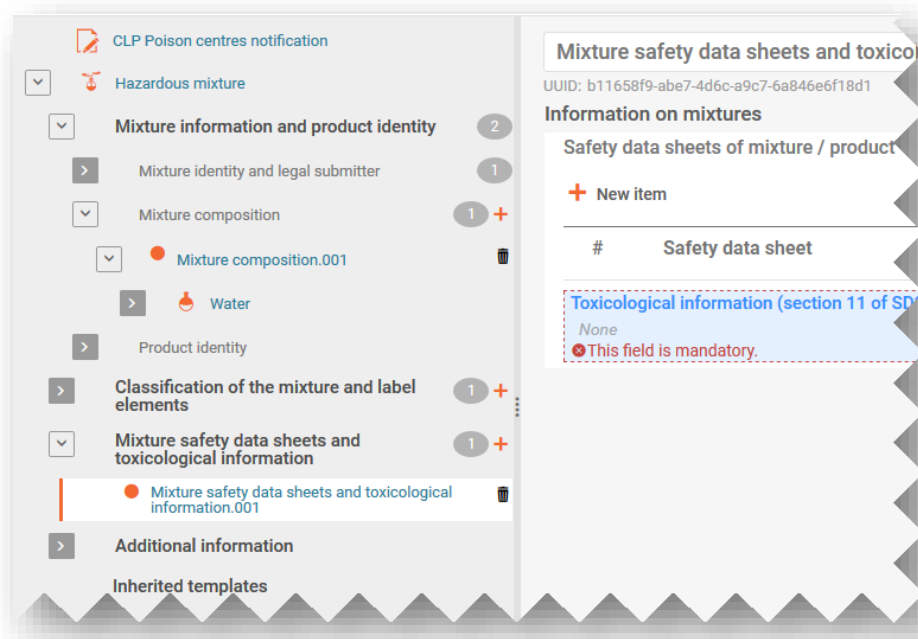 CLP Poison centres notification
Hazardous mixture
Mixture information and product identity 2
Mixture identity and legal submitter 1
Mixture composition 1
Mixture composition.001
Water
Product identity
Classification of the mixture and label
elements 1
Mixture safety data sheets and
toxicological information 1
Mixture safety data sheets and toxicological
information.001
Additional information
Inherited templates
Mixture safety data sheets and
UUID: b11658f9-abe7-4d6c-a9c7-6a846e6f18d1
Information on mixtures
Safety data sheets of mixture / product
New item
# Safety data sheet
Toxicological information (section 11 of
None
This field is mandatory.